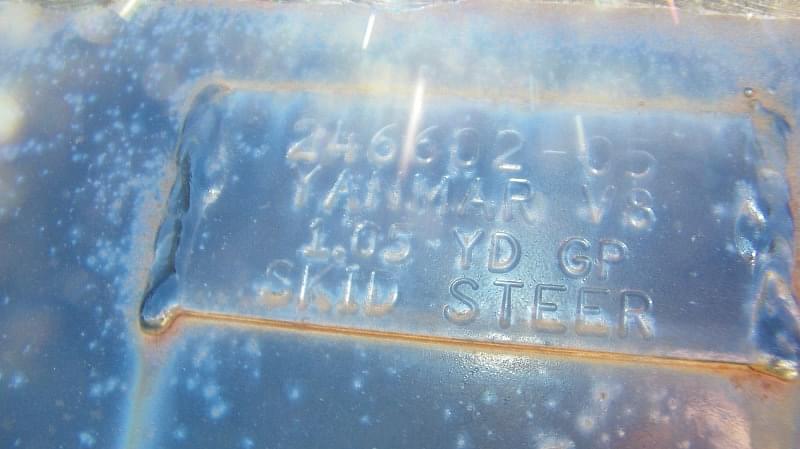 246602-05
YANMAR V8
1.05 YD GP
SKID STEER